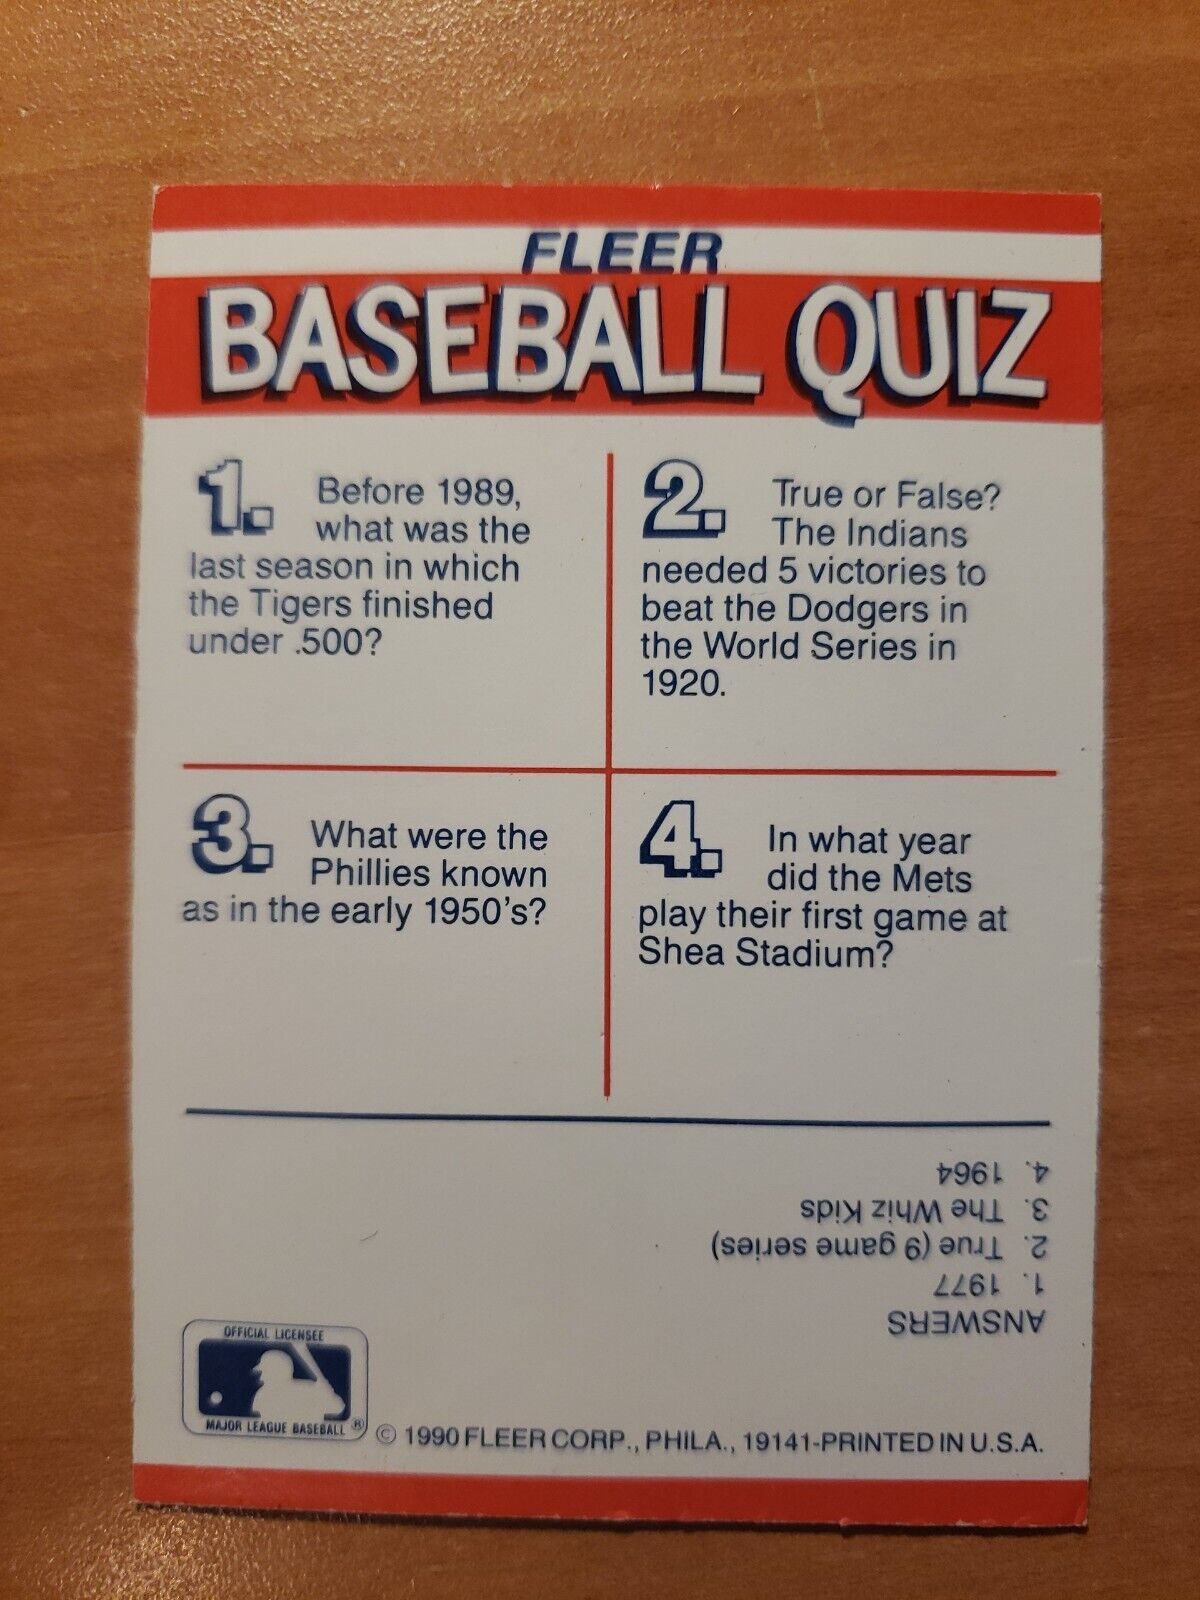 FLEER
BASEBALL QUIZ
1. Before 1989,
what was the
last season in which
the Tigers finished
under .500?
2. True or False?
The Indians
needed 5 victories to
beat the Dodgers in
the World Series in
1920.
3. What were the
Phillies known
as in the early 1950's?
4. In what year
did the Mets
play their first game at
Shea Stadium?
ANSWERS
1. 1977
2. True (9 game series)
3. The Whiz Kids
4. 1964
OFFICIAL LICENSEE
MAJOR LEAGUE BASEBALL ®
© 1990 FLEER CORP., PHILA., 19141-PRINTED IN U.S.A.